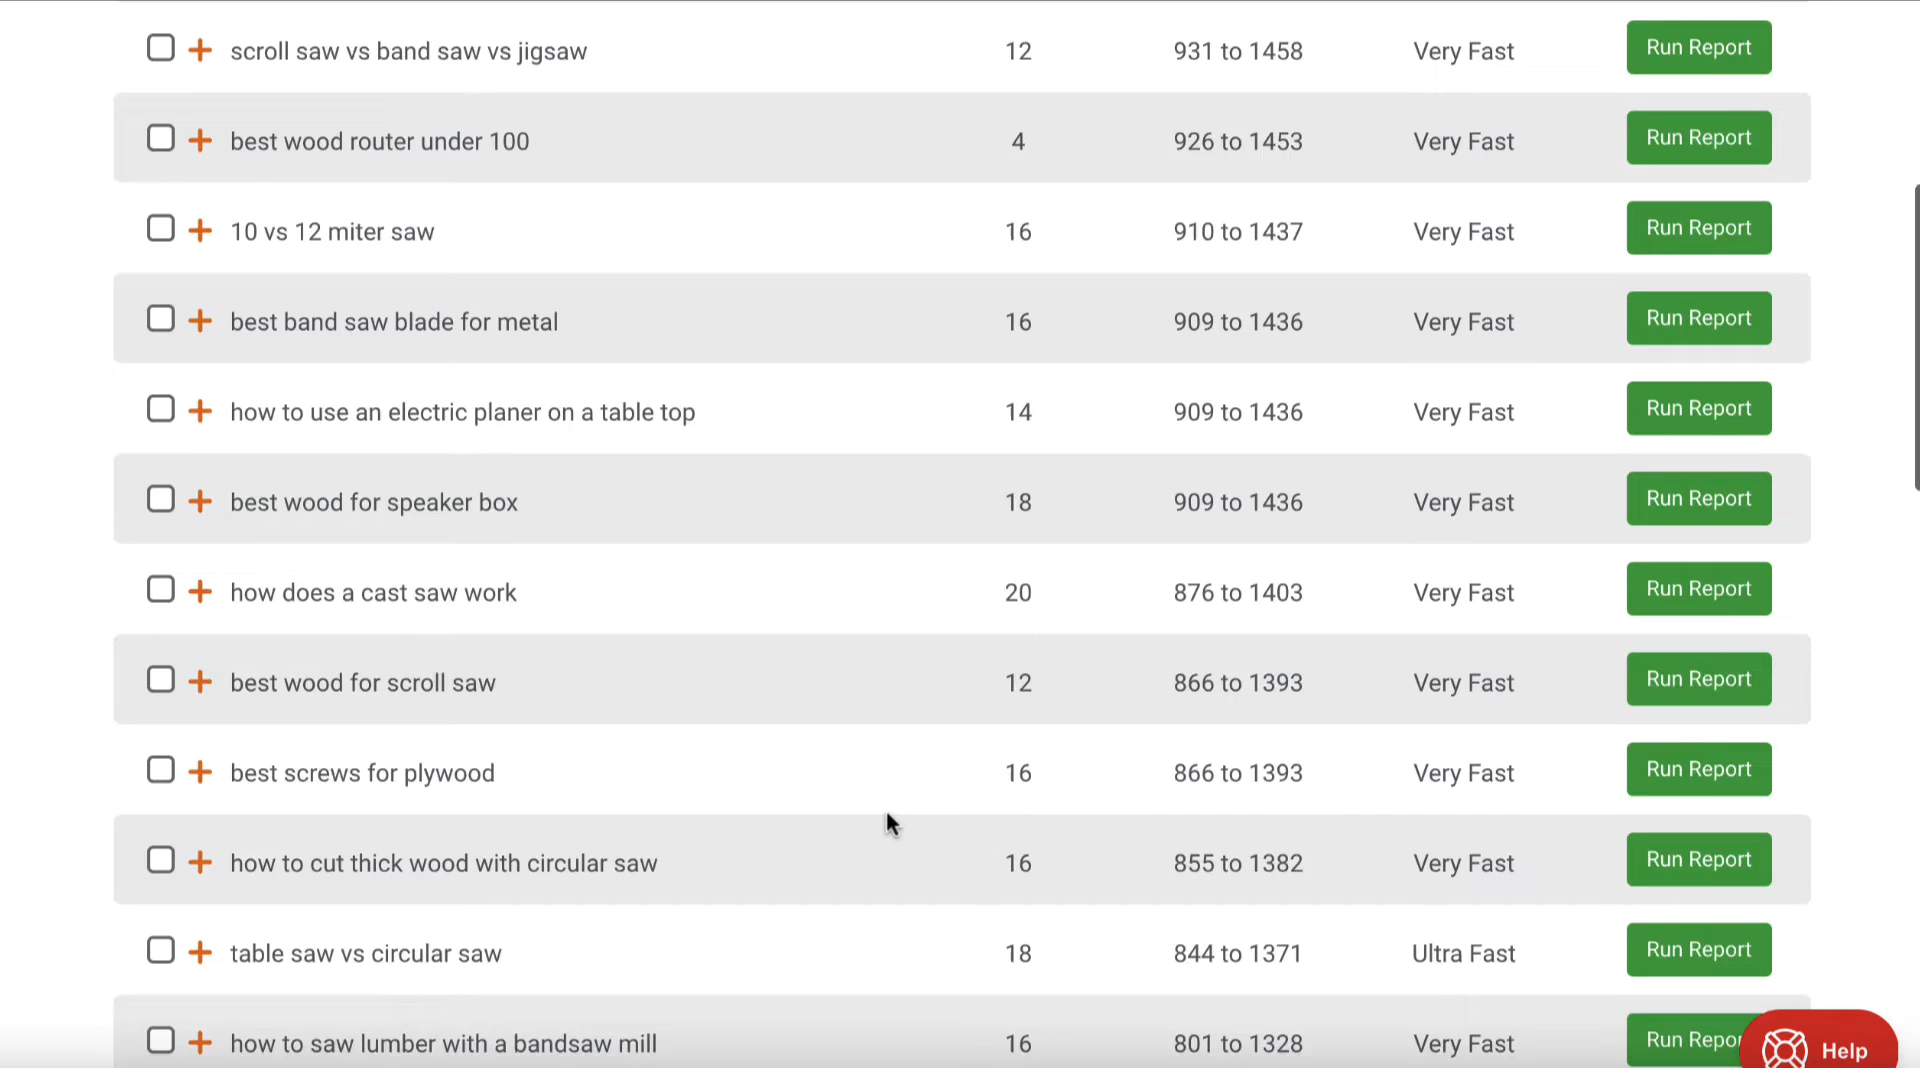 scroll saw vs band saw vs jigsaw 12 931 to 1458 Very Fast Run Report
best wood router under 100 4 926 to 1453 Very Fast Run Report
10 vs 12 miter saw 16 910 to 1437 Very Fast Run Report
best band saw blade for metal 16 909 to 1436 Very Fast Run Report
how to use an electric planer on a table top 14 909 to 1436 Very Fast Run Report
best wood for speaker box 18 909 to 1436 Very Fast Run Report
how does a cast saw work 20 876 to 1403 Very Fast Run Report
best wood for scroll saw 12 866 to 1393 Very Fast Run Report
best screws for plywood 16 866 to 1393 Very Fast Run Report
how to cut thick wood with circular saw 16 855 to 1382 Very Fast Run Report
table saw vs circular saw 18 844 to 1371 Ultra Fast Run Report
how to saw lumber with a bandsaw mill 16 801 to 1328 Very Fast Run Repor
Help